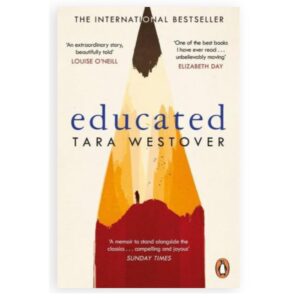 THE INTERNATIONAL BESTSELLER
'An extraordinary story,
beautifully told'
LOUISE O'NEILL
'One of the best books
I have ever read ...
unbelievably moving'
ELIZABETH DAY
educated
TARA WESTOVER
'A memoir to stand alongside the
classics ... compelling and joyous'
SUNDAY TIMES